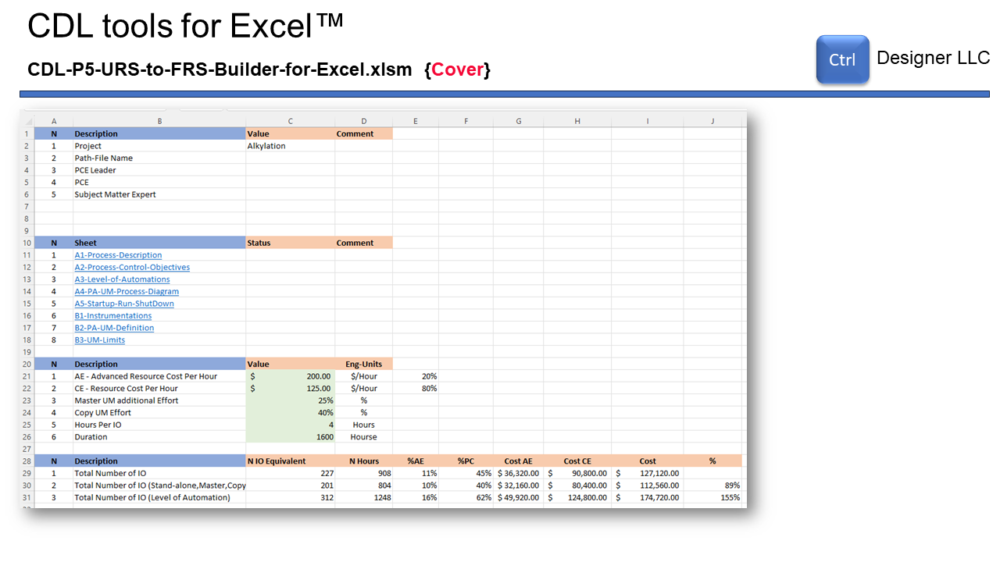 CDL tools for Excel™
CDL-P5-URS-to-FRS-Builder-for-Excel.xlsm {Cover}
Ctrl
Designer LLC
A B C D E F G H I J
1 N Description Value Comment
2 1 Project Alkylation
3 2 Path-File Name
4 3 PCE Leader
5 4 PCE
6 5 Subject Matter Expert
7
8
9
10 N Sheet Status Comment
11 1 A1-Process-Description
12 2 A2-Process-Control-Objectives
13 3 A3-Level-of-Automations
14 4 A4-PA-UM-Process-Diagram
15 5 A5-Startup-Run-ShutDown
16 6 B1-Instrumentations
17 7 B2-PA-UM-Definition
18 8 B3-UM-Limits
19
20 N Description Value Eng-Units
21 1 AE - Advanced Resource Cost Per Hour $ 200.00 $/Hour 20%
22 2 CE - Resource Cost Per Hour $ 125.00 $/Hour 80%
23 3 Master UM additional Effort 25% %
24 4 Copy UM Effort 40% %
25 5 Hours Per IO 4 Hours
26 6 Duration 1600 Hourse
27
28 N Description N IO Equivalent N Hours %AE %PC Cost AE Cost CE Cost %
29 1 Total Number of IO 227 908 11% 45% $ 36,320.00 $ 90,800.00 $ 127,120.00
30 2 Total Number of IO (Stand-alone,Master,Copy 201 804 10% 40% $ 32,160.00 $ 80,400.00 $ 112,560.00 89%
31 3 Total Number of IO (Level of Automation) 312 1248 16% 62% $ 49,920.00 $ 124,800.00 $ 174,720.00 155%